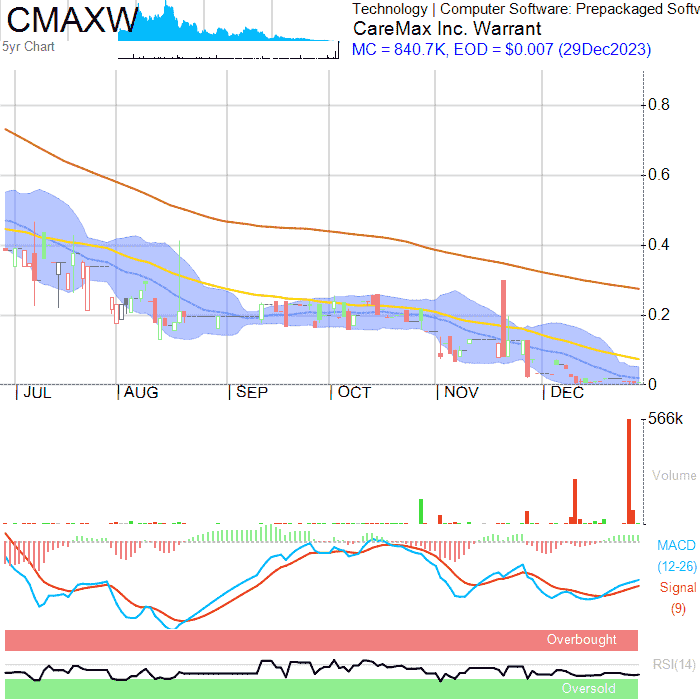 CMAXW
5yr Chart
Technology | Computer Software: Prepackaged Softw
CareMax Inc. Warrant
MC = 840.7K, EOD = $0.007 (29Dec2023)
0.8
0.6
0.4
0.2
0
JUL AUG SEP OCT NOV DEC
566k
Volume
MACD
(12-26)
Signal
(9)
Overbought
RSI(14)
Oversold